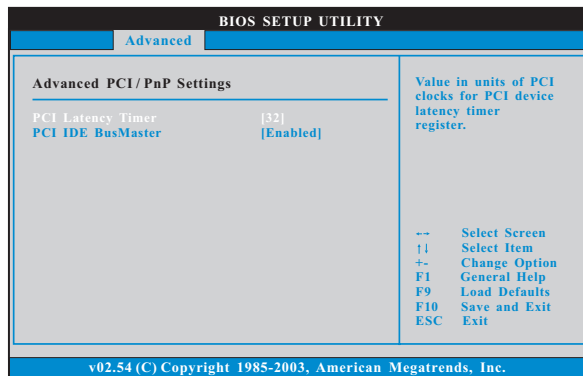 BIOS SETUP UTILITY
Advanced
Advanced PCI / PnP Settings
PCI Latency Timer [32]
PCI IDE BusMaster [Enabled]
Value in units of PCI
clocks for PCI device
latency timer
register.
←→ Select Screen
↑↓ Select Item
+- Change Option
F1 General Help
F9 Load Defaults
F10 Save and Exit
ESC Exit
v02.54 (C) Copyright 1985-2003, American Megatrends, Inc.